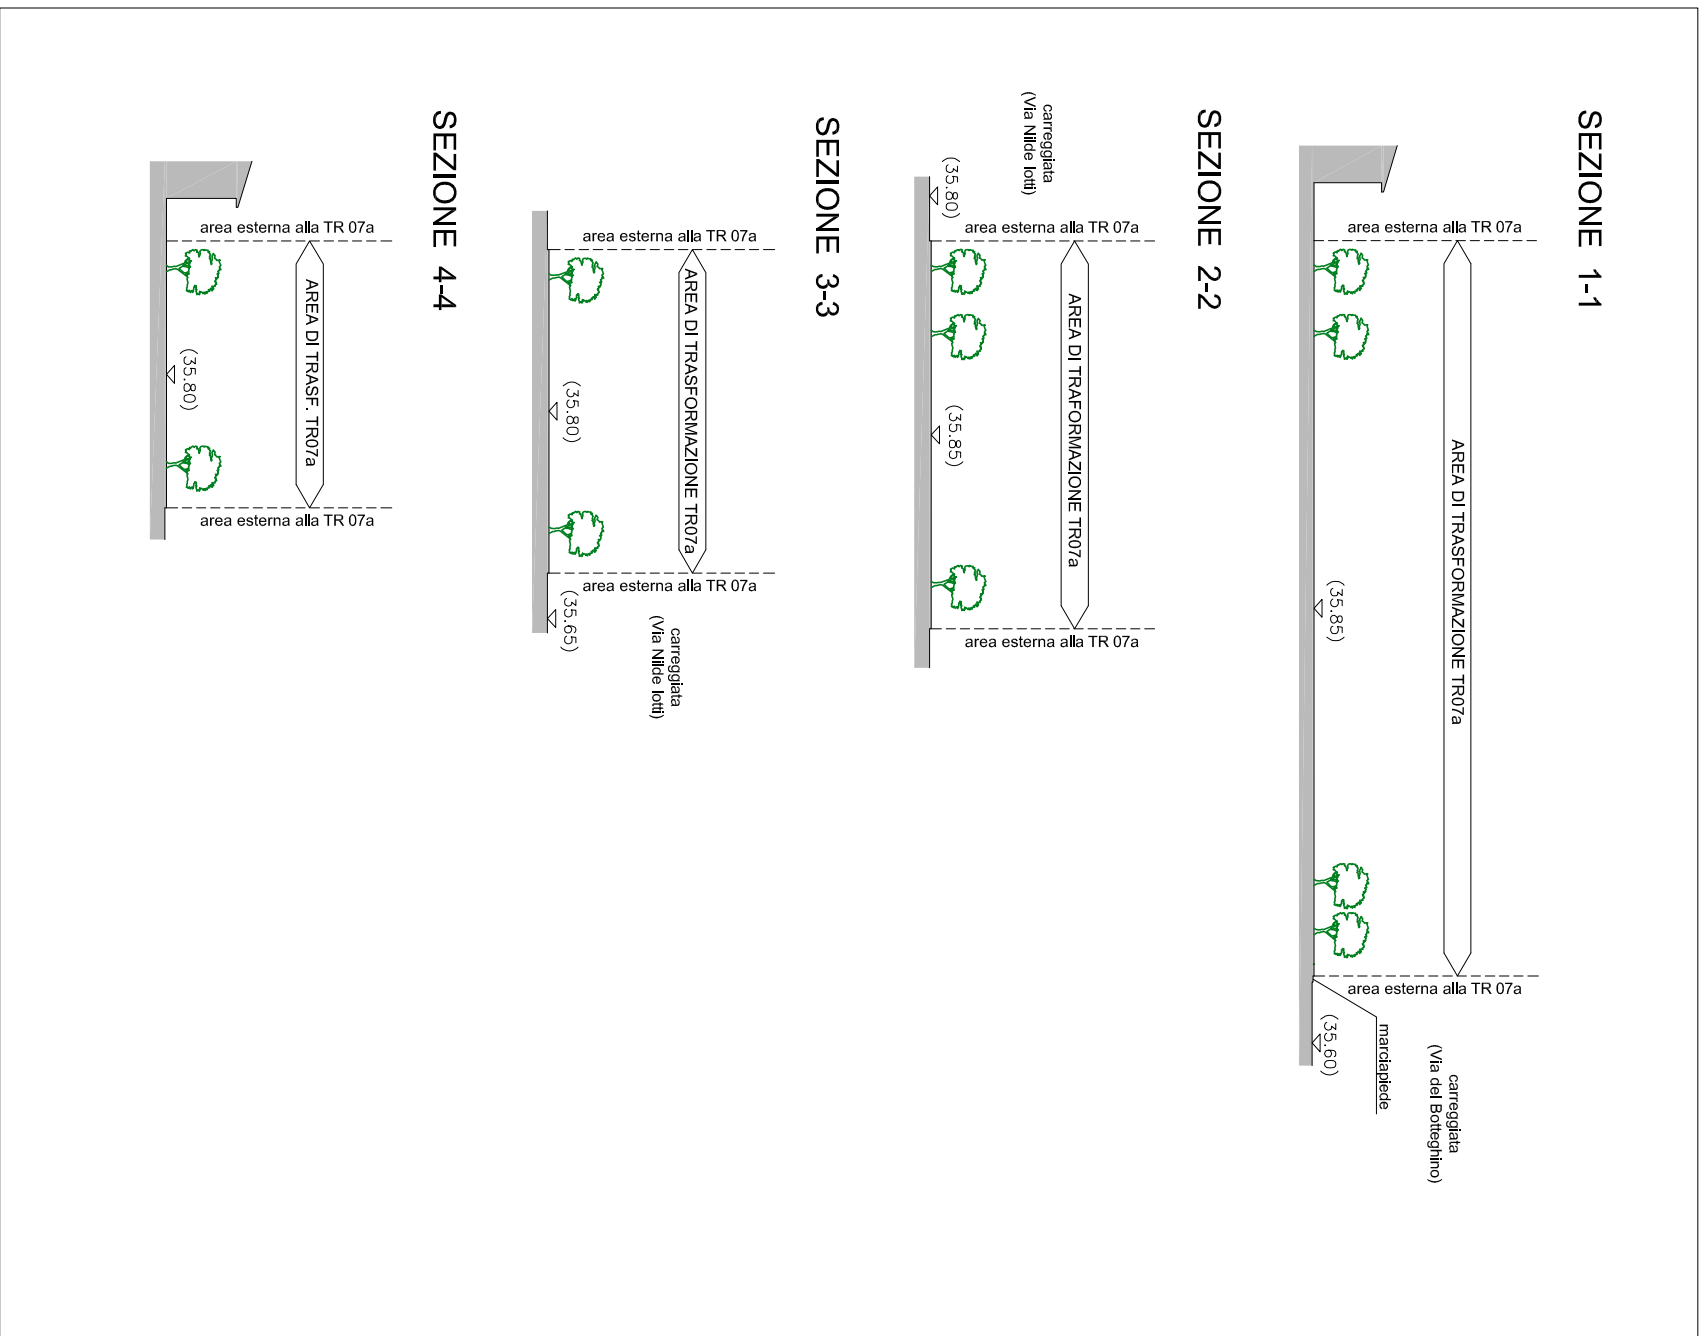 SEZIONE 1-1
area esterna alla TR 07a
AREA DI TRASFORMAZIONE TR07a
area esterna alla TR 07a
(35.85)
(35.60)
marciapiede
carreggiata
(Via del Botteghino)
SEZIONE 2-2
carreggiata
(Via Nilde Iotti)
(35.80)
area esterna alla TR 07a
AREA DI TRAFORMAZIONE TR07a
(35.85)
area esterna alla TR 07a
SEZIONE 3-3
area esterna alla TR 07a
AREA DI TRASFORMAZIONE TR07a
(35.80)
area esterna alla TR 07a
(35.65)
carreggiata
(Via Nilde Iotti)
SEZIONE 4-4
area esterna alla TR 07a
AREA DI TRASF. TR07a
(35.80)
area esterna alla TR 07a